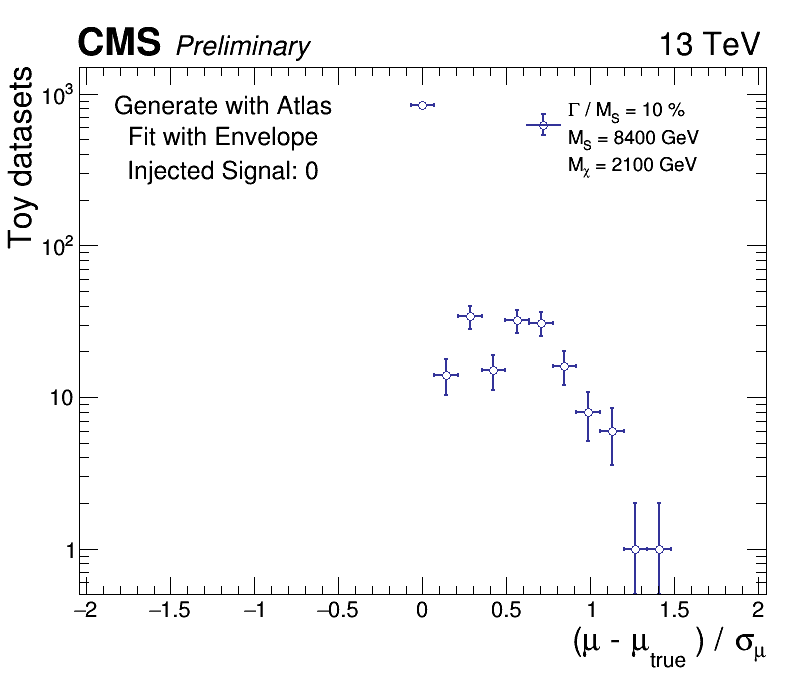 CMS Preliminary 13 TeV
Toy datasets
Generate with Atlas
Fit with Envelope
Injected Signal: 0
Γ / M_S = 10 %
M_S = 8400 GeV
M_χ = 2100 GeV
10³
10²
10
1
−2 −1.5 −1 −0.5 0 0.5 1 1.5 2
(μ - μ_true) / σ_μ